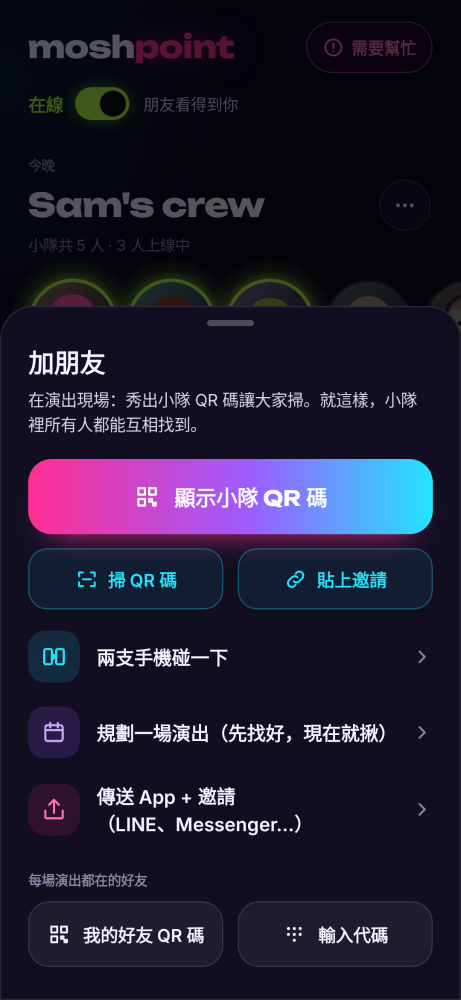 moshpoint
需要幫忙
在線
朋友看得到你
今晚
Sam's crew
小隊共 5 人 · 3 人上線中
加朋友
在演出現場：秀出小隊 QR 碼讓大家掃。就這樣，小隊
裡所有人都能互相找到。
顯示小隊 QR 碼
掃 QR 碼
貼上邀請
兩支手機碰一下
規劃一場演出（先找好，現在就揪）
傳送 App + 邀請
（LINE、Messenger...）
每場演出都在的好友
我的好友 QR 碼
輸入代碼